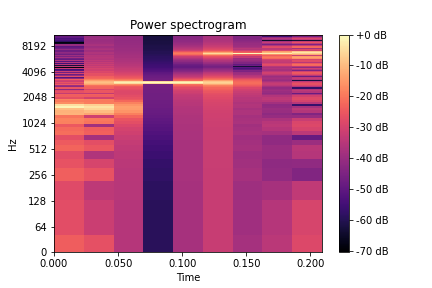 Power spectrogram
8192
4096
2048
1024
512
256
128
64
0
Hz
0.000 0.050 0.100 0.150 0.200
Time
+0 dB
-10 dB
-20 dB
-30 dB
-40 dB
-50 dB
-60 dB
-70 dB